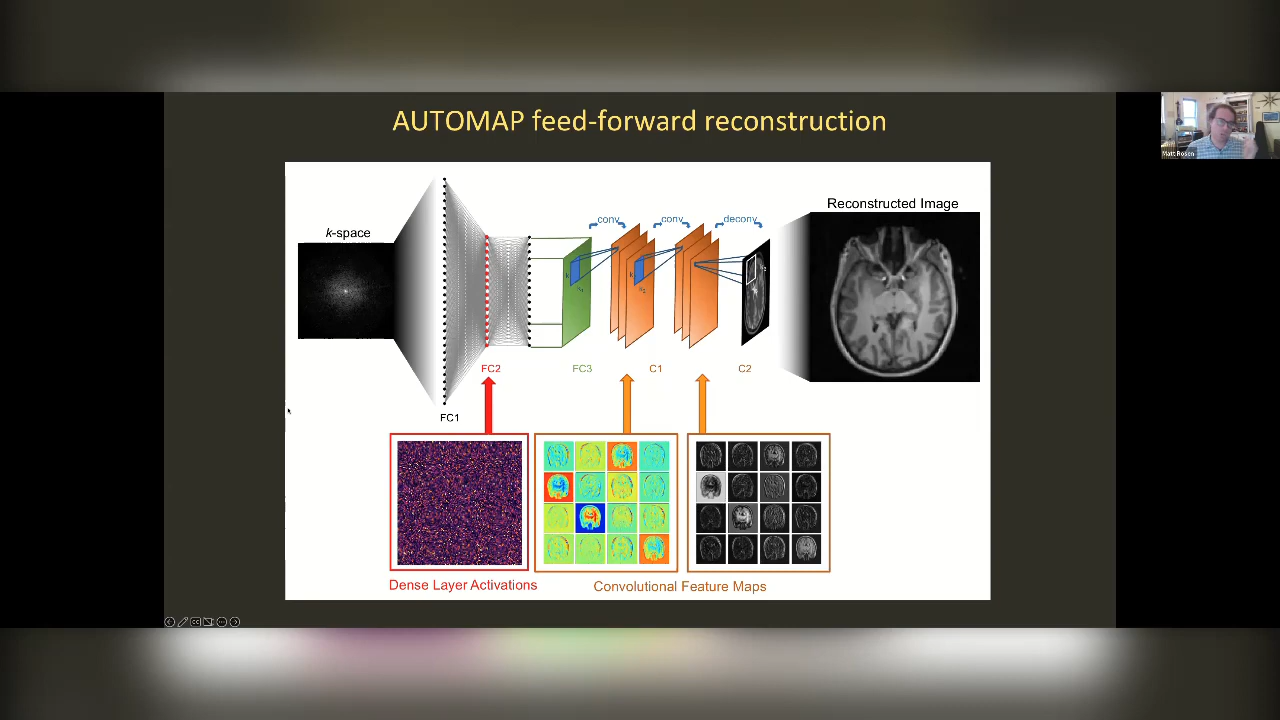 AUTOMAP feed-forward reconstruction
Matt Rosen
k-space
conv
conv
deconv
Reconstructed Image
FC1
FC2
FC3
C1
C2
Dense Layer Activations
Convolutional Feature Maps